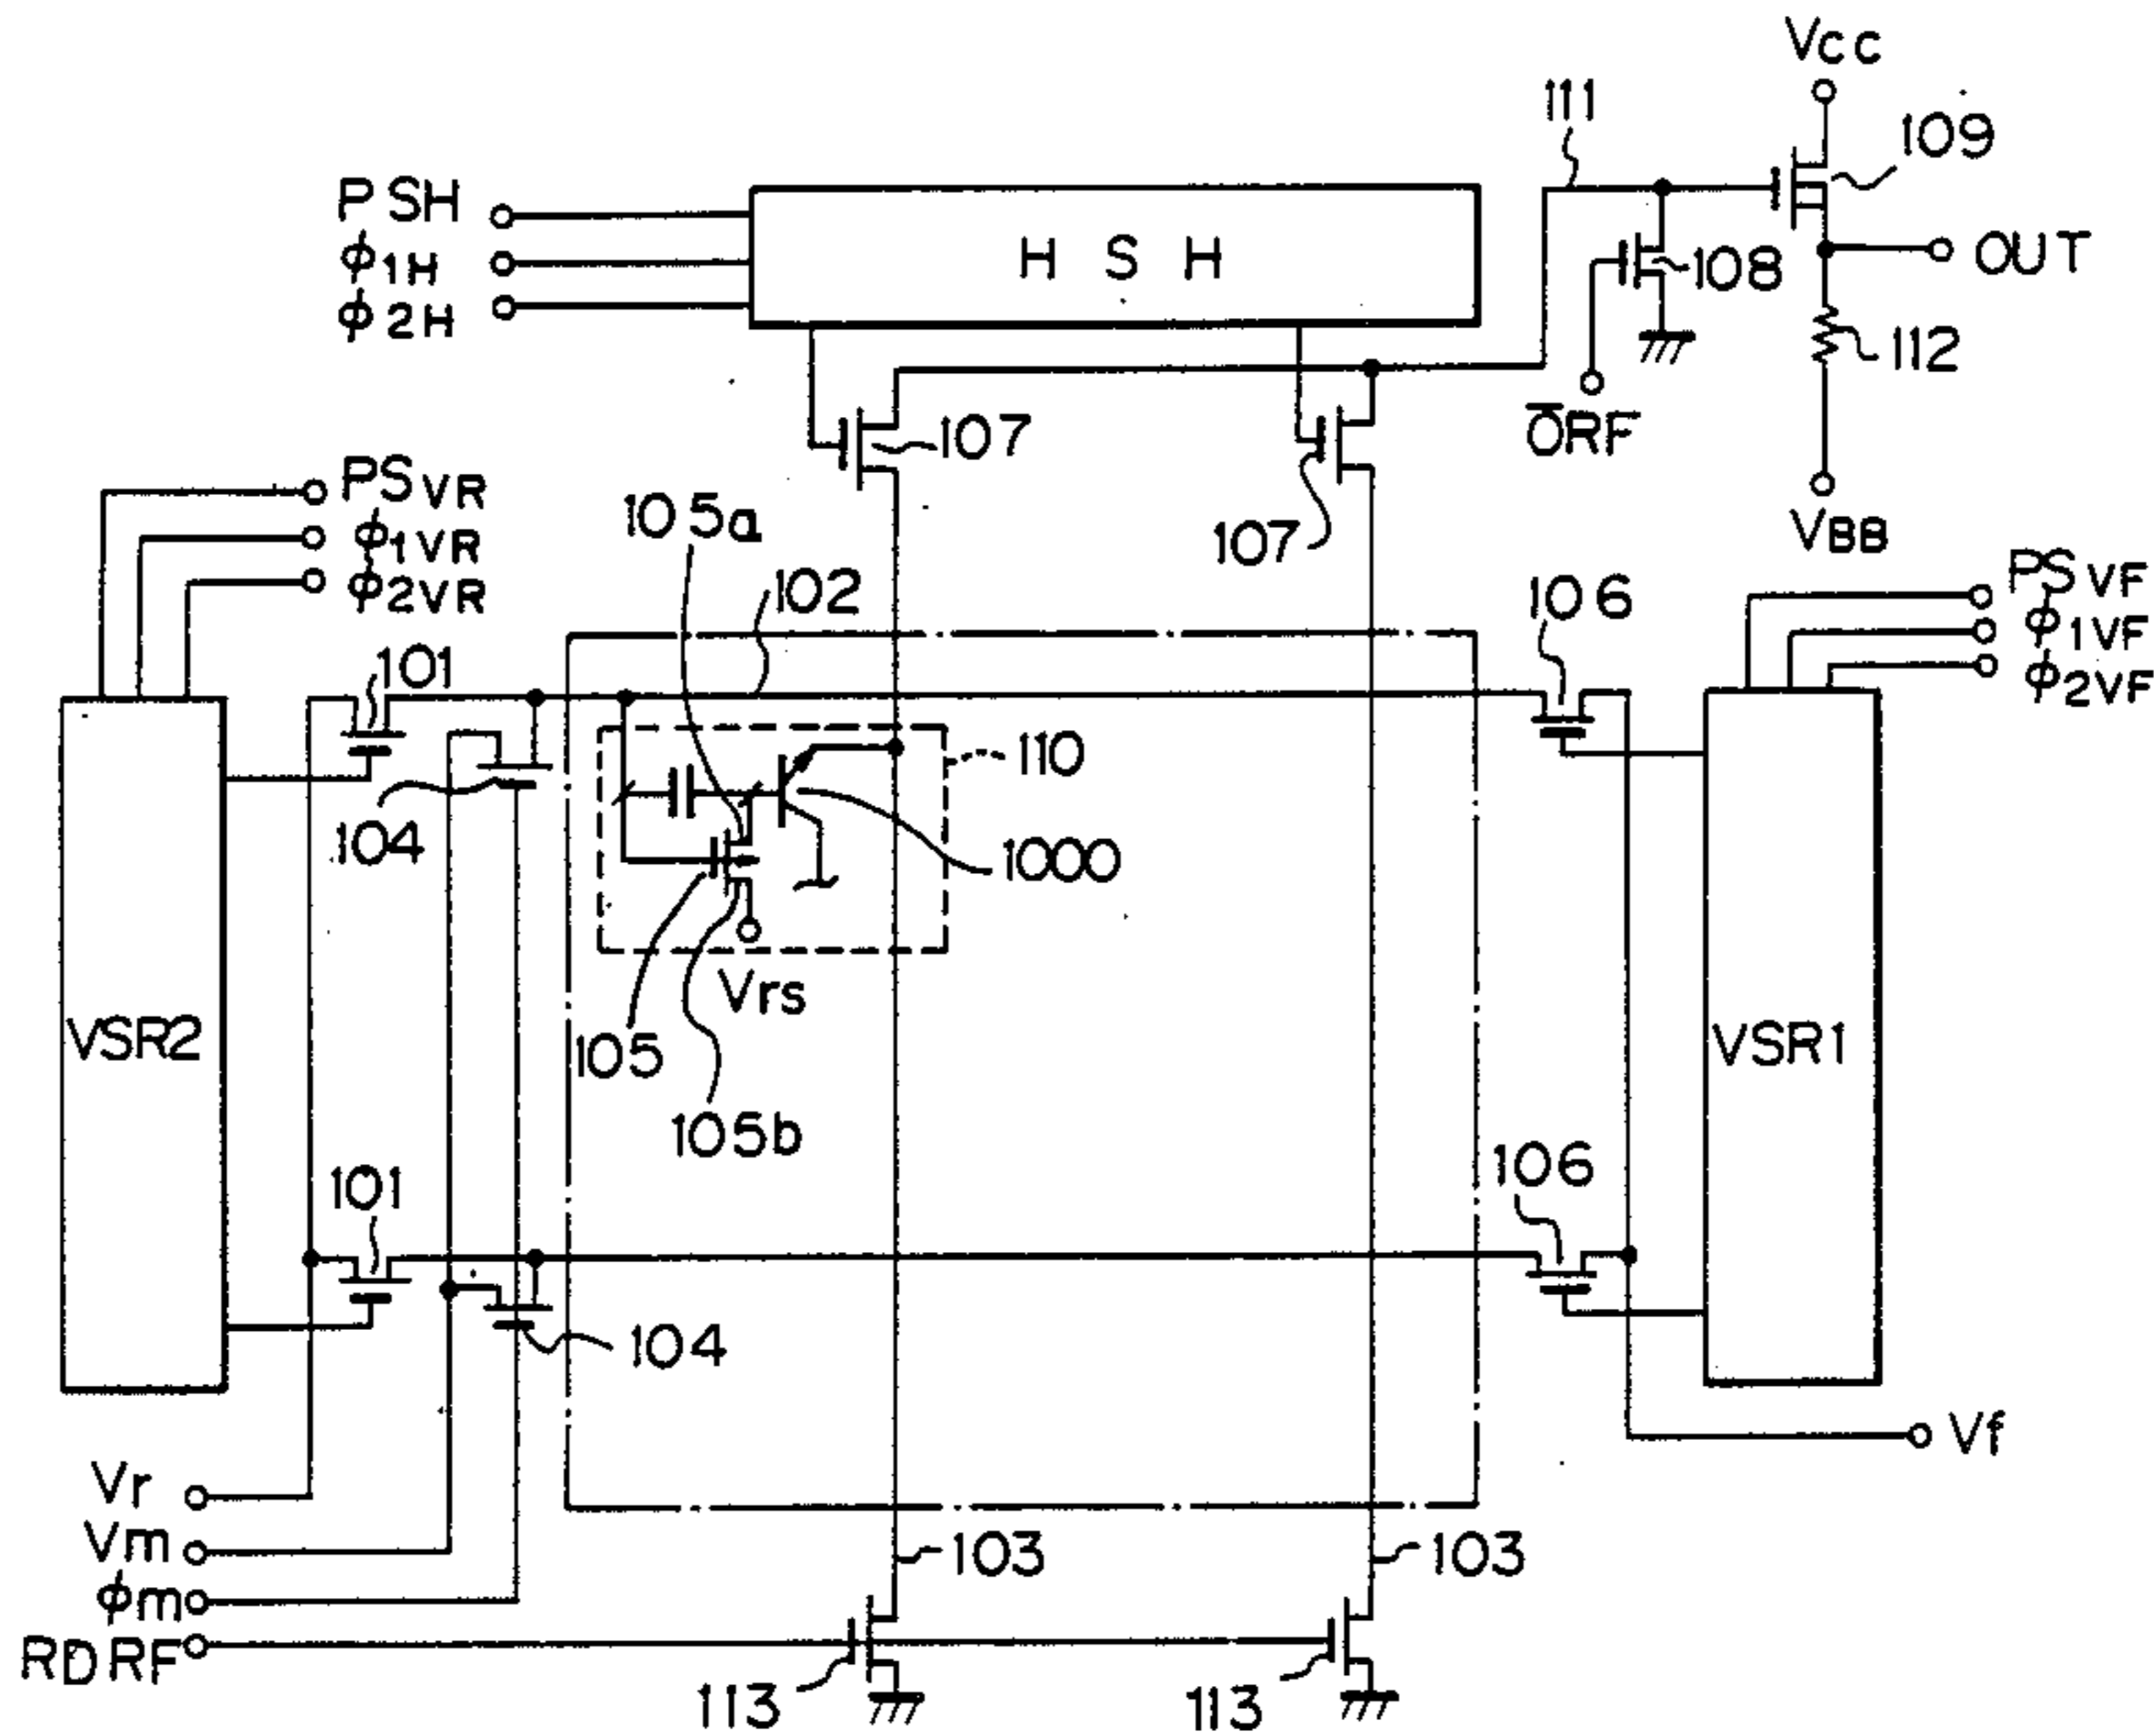 Vcc
111
109
PSH
HSH
φ1H
108
OUT
φ2H
112
ORF
107
PSVR
105a
107
VBB
φ1VR
102
106
PSVF
φ2VR
φ1VF
101
φ2VF
110
104
1000
Vrs
VSR2
105
VSR1
105b
101
106
104
Vf
Vr
Vm
103
103
φm
RDRF
113
113